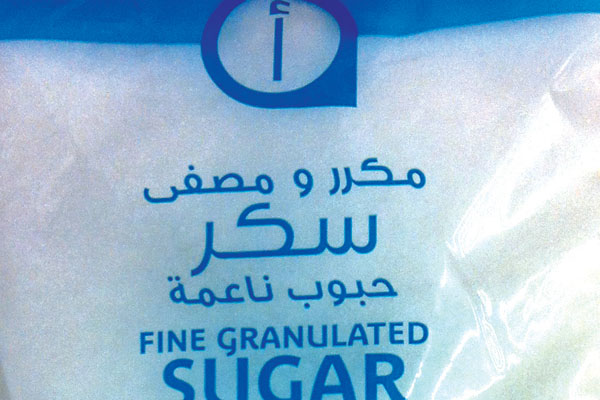 أ
مكرر و مصفى
سكر
حبوب ناعمة
FINE GRANULATED
SUGAR